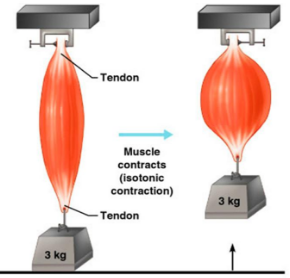 Tendon
Muscle
contracts
(isotonic
contraction)
Tendon
3 kg
3 kg